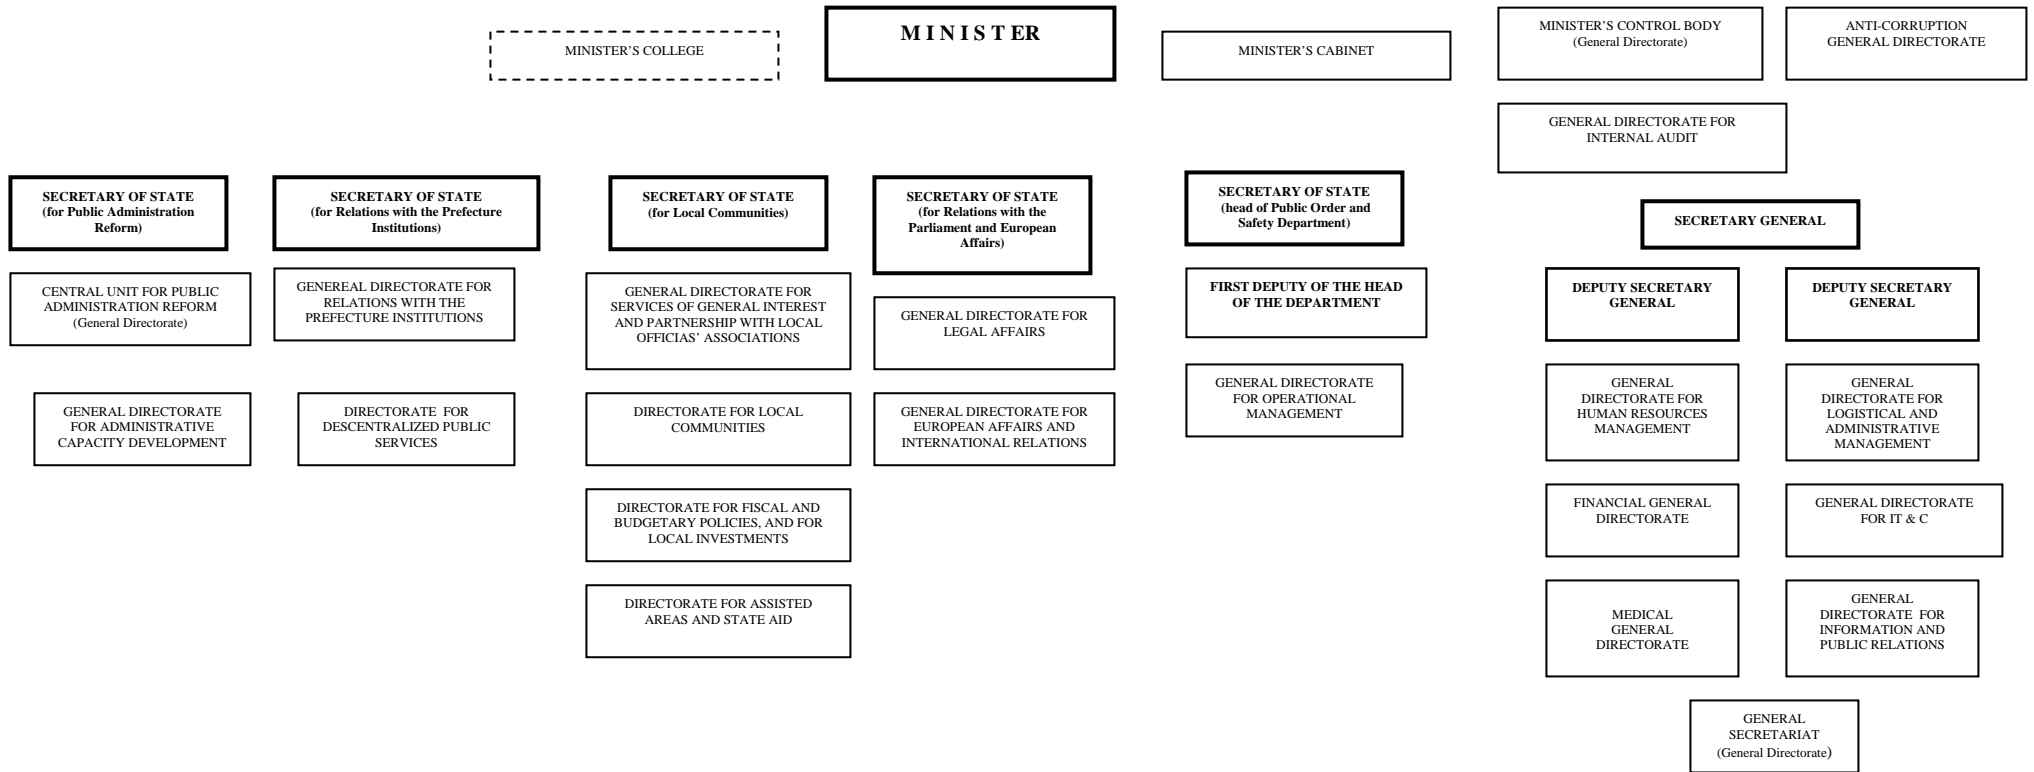 M I N I S T ER
MINISTER'S COLLEGE
MINISTER'S CABINET
MINISTER'S CONTROL BODY
(General Directorate)
ANTI-CORRUPTION
GENERAL DIRECTORATE
GENERAL DIRECTORATE FOR
INTERNAL AUDIT
SECRETARY OF STATE
(for Public Administration
Reform)
CENTRAL UNIT FOR PUBLIC
ADMINISTRATION REFORM
(General Directorate)
GENERAL DIRECTORATE
FOR ADMINISTRATIVE
CAPACITY DEVELOPMENT
SECRETARY OF STATE
(for Relations with the Prefecture
Institutions)
GENEREAL DIRECTORATE FOR
RELATIONS WITH THE
PREFECTURE INSTITUTIONS
DIRECTORATE FOR
DESCENTRALIZED PUBLIC
SERVICES
SECRETARY OF STATE
(for Local Communities)
GENERAL DIRECTORATE FOR
SERVICES OF GENERAL INTEREST
AND PARTNERSHIP WITH LOCAL
OFFICIAS' ASSOCIATIONS
DIRECTORATE FOR LOCAL
COMMUNITIES
DIRECTORATE FOR FISCAL AND
BUDGETARY POLICIES, AND FOR
LOCAL INVESTMENTS
DIRECTORATE FOR ASSISTED
AREAS AND STATE AID
SECRETARY OF STATE
(for Relations with the
Parliament and European
Affairs)
GENERAL DIRECTORATE FOR
LEGAL AFFAIRS
GENERAL DIRECTORATE FOR
EUROPEAN AFFAIRS AND
INTERNATIONAL RELATIONS
SECRETARY OF STATE
(head of Public Order and
Safety Department)
FIRST DEPUTY OF THE HEAD
OF THE DEPARTMENT
GENERAL DIRECTORATE
FOR OPERATIONAL
MANAGEMENT
SECRETARY GENERAL
DEPUTY SECRETARY
GENERAL
GENERAL
DIRECTORATE FOR
HUMAN RESOURCES
MANAGEMENT
FINANCIAL GENERAL
DIRECTORATE
MEDICAL
GENERAL
DIRECTORATE
DEPUTY SECRETARY
GENERAL
GENERAL
DIRECTORATE FOR
LOGISTICAL AND
ADMINISTRATIVE
MANAGEMENT
GENERAL DIRECTORATE
FOR IT & C
GENERAL
DIRECTORATE FOR
INFORMATION AND
PUBLIC RELATIONS
GENERAL
SECRETARIAT
(General Directorate)